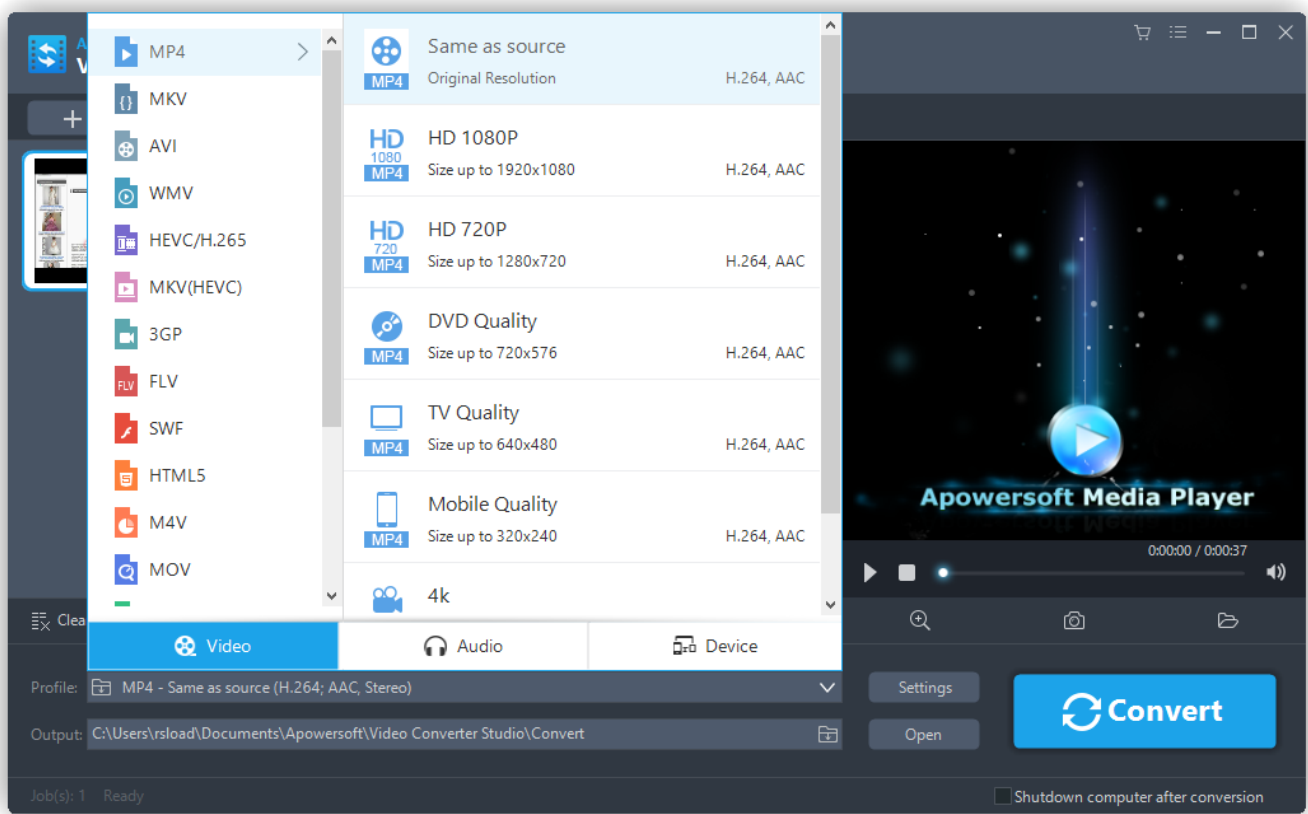 MP4
MKV
AVI
WMV
HEVC/H.265
MKV(HEVC)
3GP
FLV
FLV
SWF
HTML5
M4V
MOV
Same as source
MP4
Original Resolution
H.264, AAC
HD 1080P
HD
1080
MP4
Size up to 1920x1080
H.264, AAC
HD 720P
HD
720
MP4
Size up to 1280x720
H.264, AAC
DVD Quality
MP4
Size up to 720x576
H.264, AAC
TV Quality
MP4
Size up to 640x480
H.264, AAC
Mobile Quality
MP4
Size up to 320x240
H.264, AAC
4k
Video
Audio
Device
Apowersoft Media Player
0:00:00 / 0:00:37
Clea
Profile:
MP4 - Same as source (H.264; AAC, Stereo)
Settings
Convert
Output:
C:\Users\rsload\Documents\Apowersoft\Video Converter Studio\Convert
Open
Job(s): 1 Ready
Shutdown computer after conversion